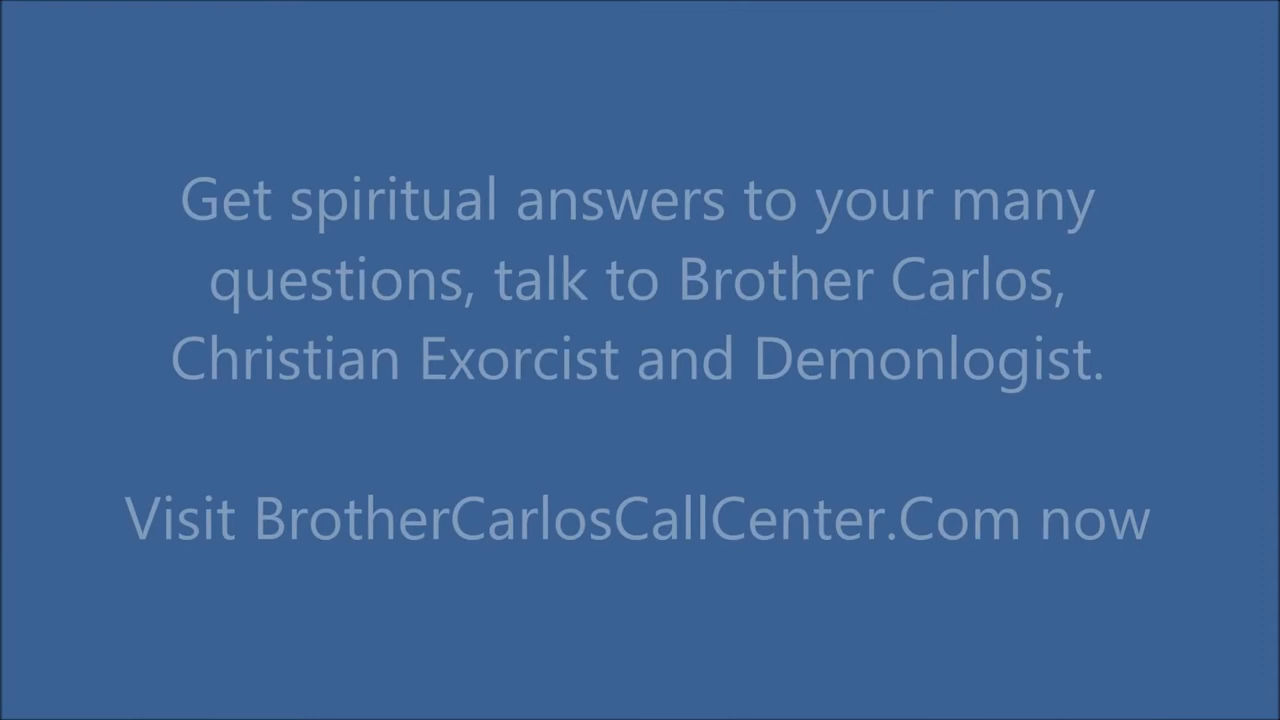 Get spiritual answers to your many
questions, talk to Brother Carlos,
Christian Exorcist and Demonlogist.
Visit BrotherCarlosCallCenter.Com now